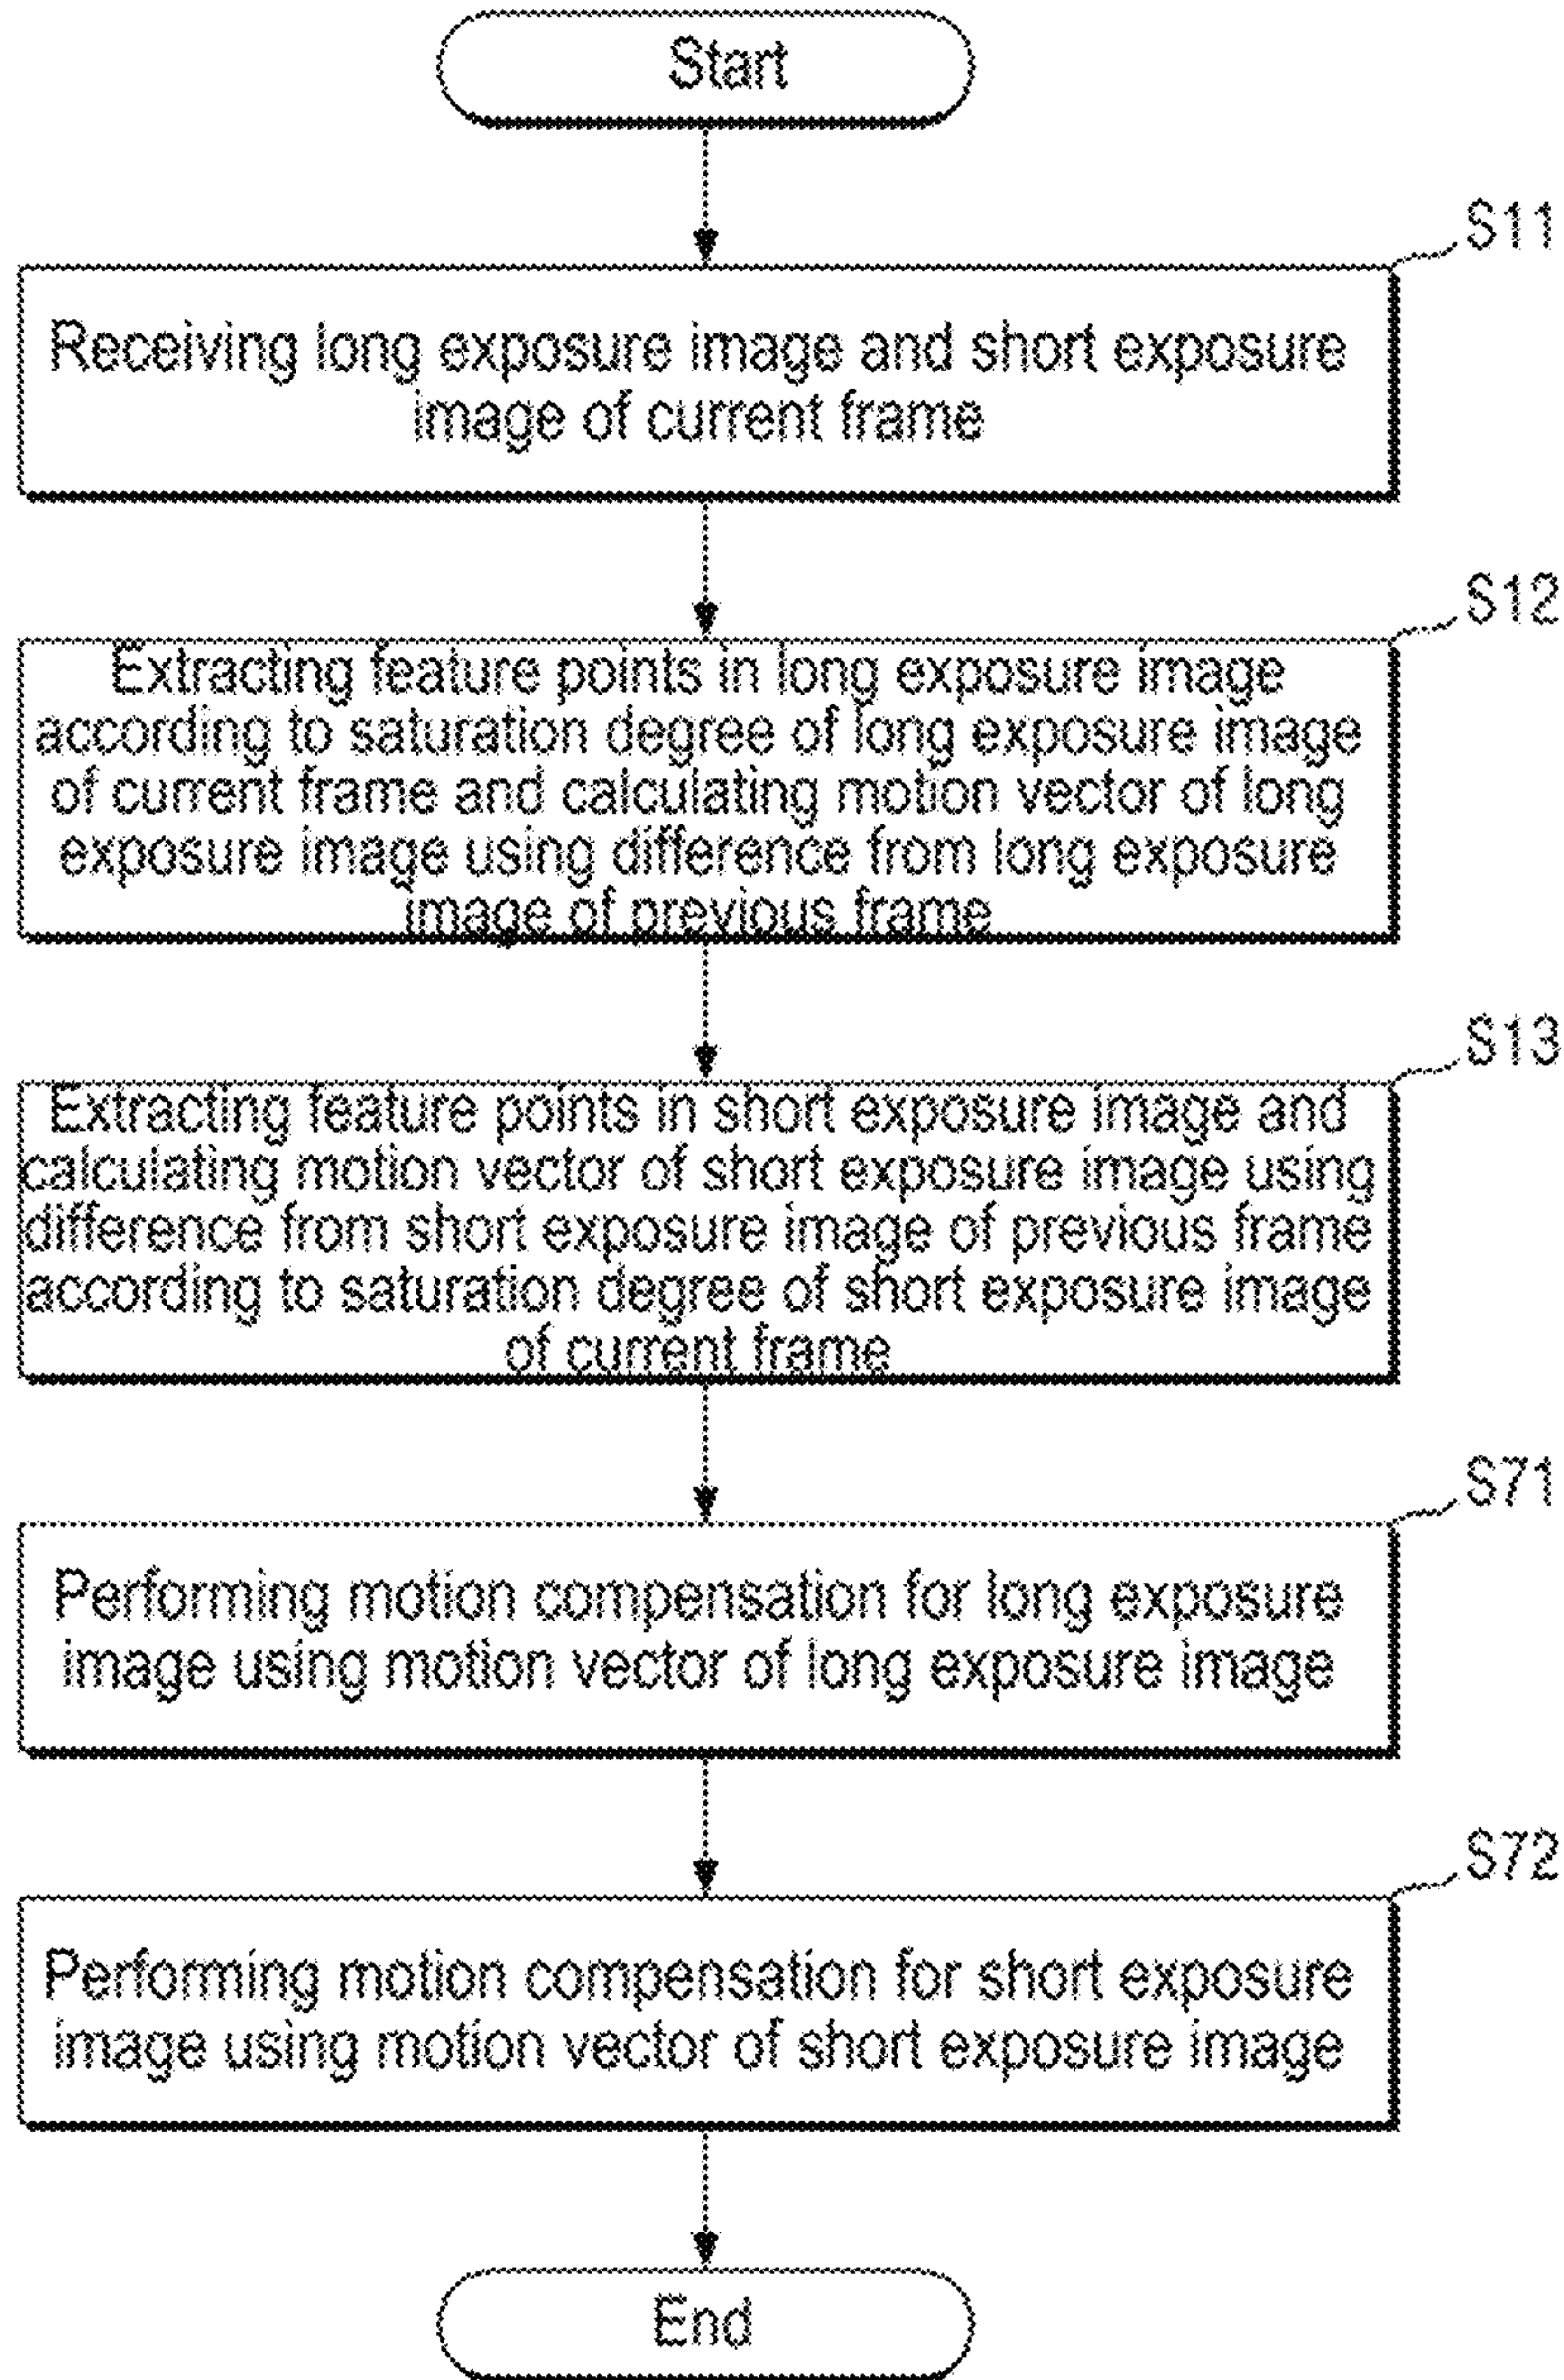 Start
S11
Receiving long exposure image and short exposure
image of current frame
S12
Extracting feature points in long exposure image
according to saturation degree of long exposure image
of current frame and calculating motion vector of long
exposure image using difference from long exposure
image of previous frame
S13
Extracting feature points in short exposure image and
calculating motion vector of short exposure image using
difference from short exposure image of previous frame
according to saturation degree of short exposure image
of current frame
S71
Performing motion compensation for long exposure
image using motion vector of long exposure image
S72
Performing motion compensation for short exposure
image using motion vector of short exposure image
End